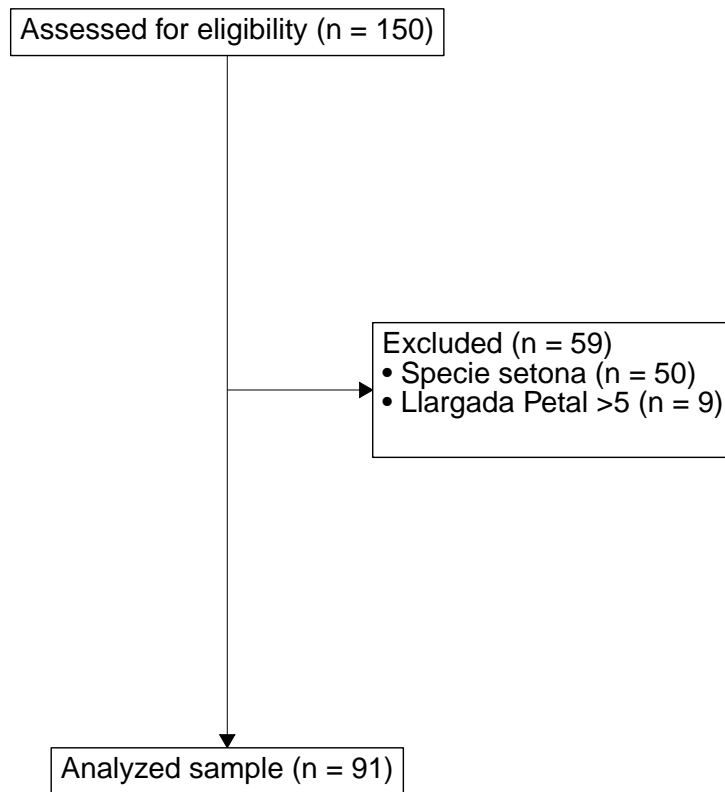 Assessed for eligibility (n = 150)
Excluded (n = 59)
• Specie setona (n = 50)
• Llargada Petal >5 (n = 9)
Analyzed sample (n = 91)